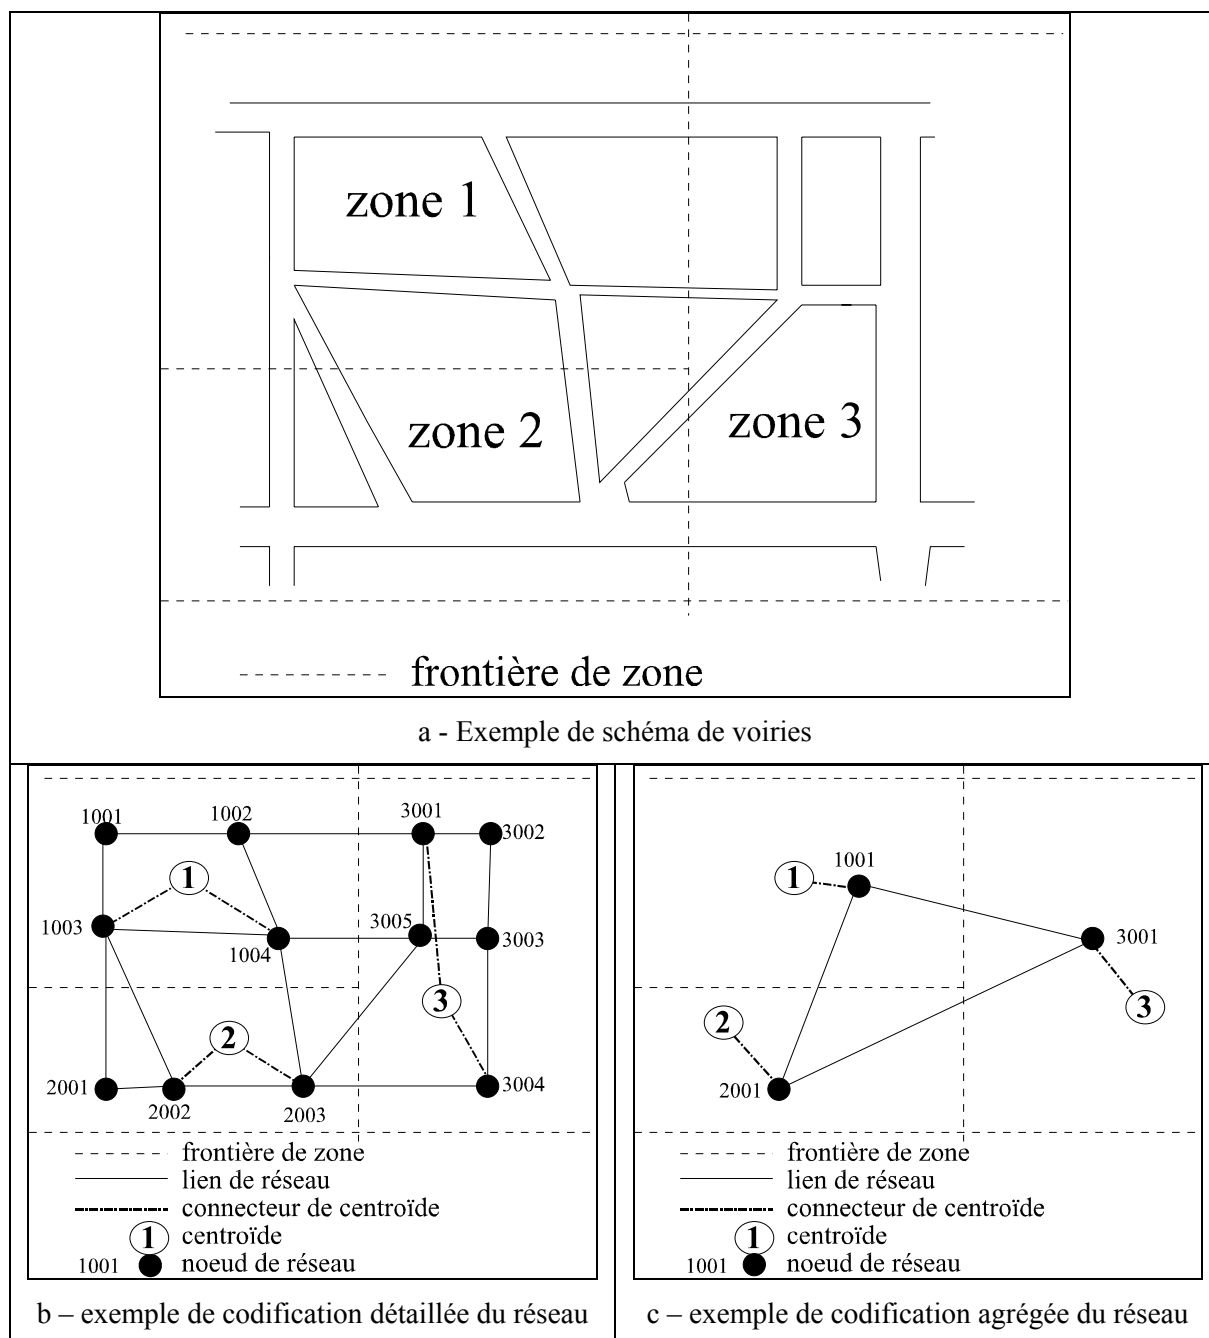 zone 1
zone 2
zone 3
frontière de zone
a - Exemple de schéma de voiries
1001
1002
3001
3002
1
1003
1004
3005
3003
2
3
2001
2002
2003
3004
frontière de zone
lien de réseau
connecteur de centroïde
1 centroïde
1001 noeud de réseau
b – exemple de codification détaillée du réseau
1001
1
3001
2
3
2001
frontière de zone
lien de réseau
connecteur de centroïde
1 centroïde
1001 noeud de réseau
c – exemple de codification agrégée du réseau